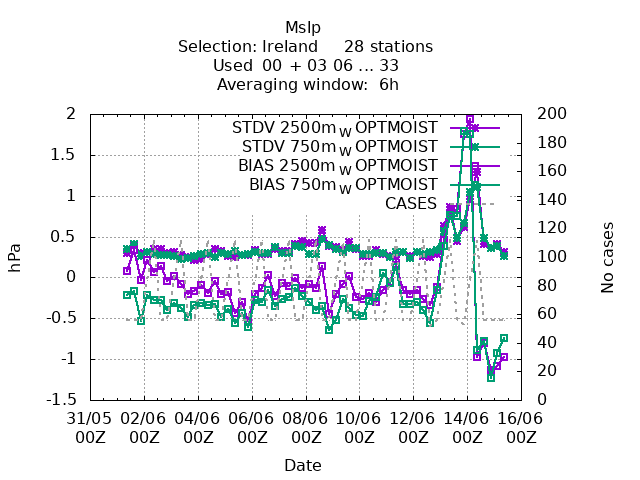 Mslp
Selection: Ireland 28 stations
Used 00 + 03 06 ... 33
Averaging window: 6h
2
1.5
1
0.5
0
-0.5
-1
-1.5
hPa
STDV 2500m_W OPTMOIST
STDV 750m_W OPTMOIST
BIAS 2500m_W OPTMOIST
BIAS 750m_W OPTMOIST
CASES
200
180
160
140
120
100
80
60
40
20
0
No cases
31/05 02/06 04/06 06/06 08/06 10/06 12/06 14/06 16/06
00Z 00Z 00Z 00Z 00Z 00Z 00Z 00Z 00Z
Date